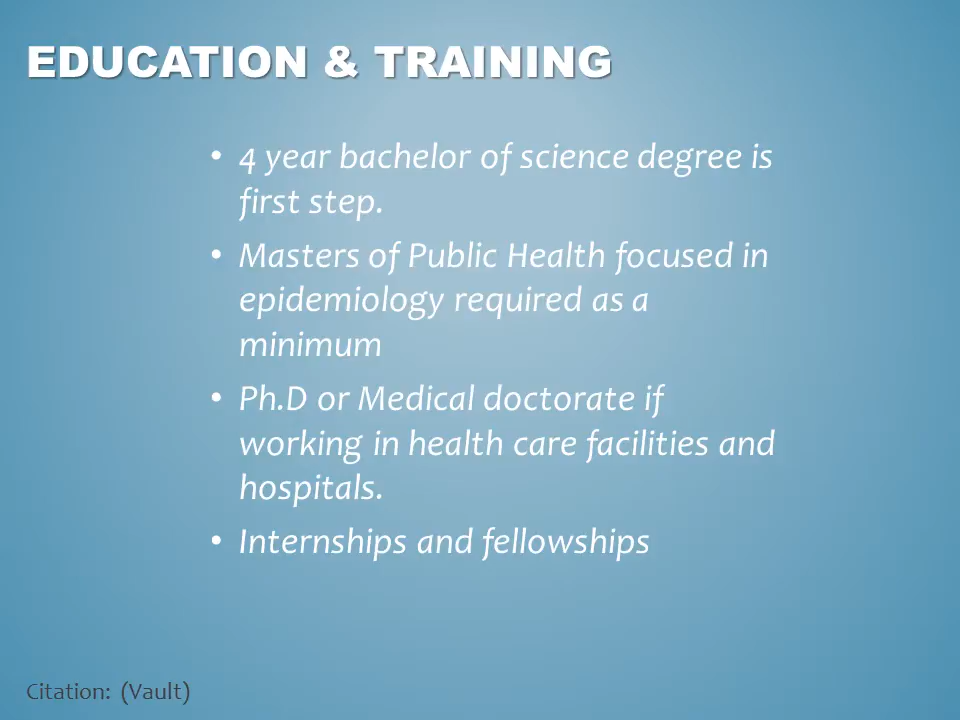 EDUCATION & TRAINING
• 4 year bachelor of science degree is
first step.
• Masters of Public Health focused in
epidemiology required as a
minimum
• Ph.D or Medical doctorate if
working in health care facilities and
hospitals.
• Internships and fellowships
Citation: (Vault)